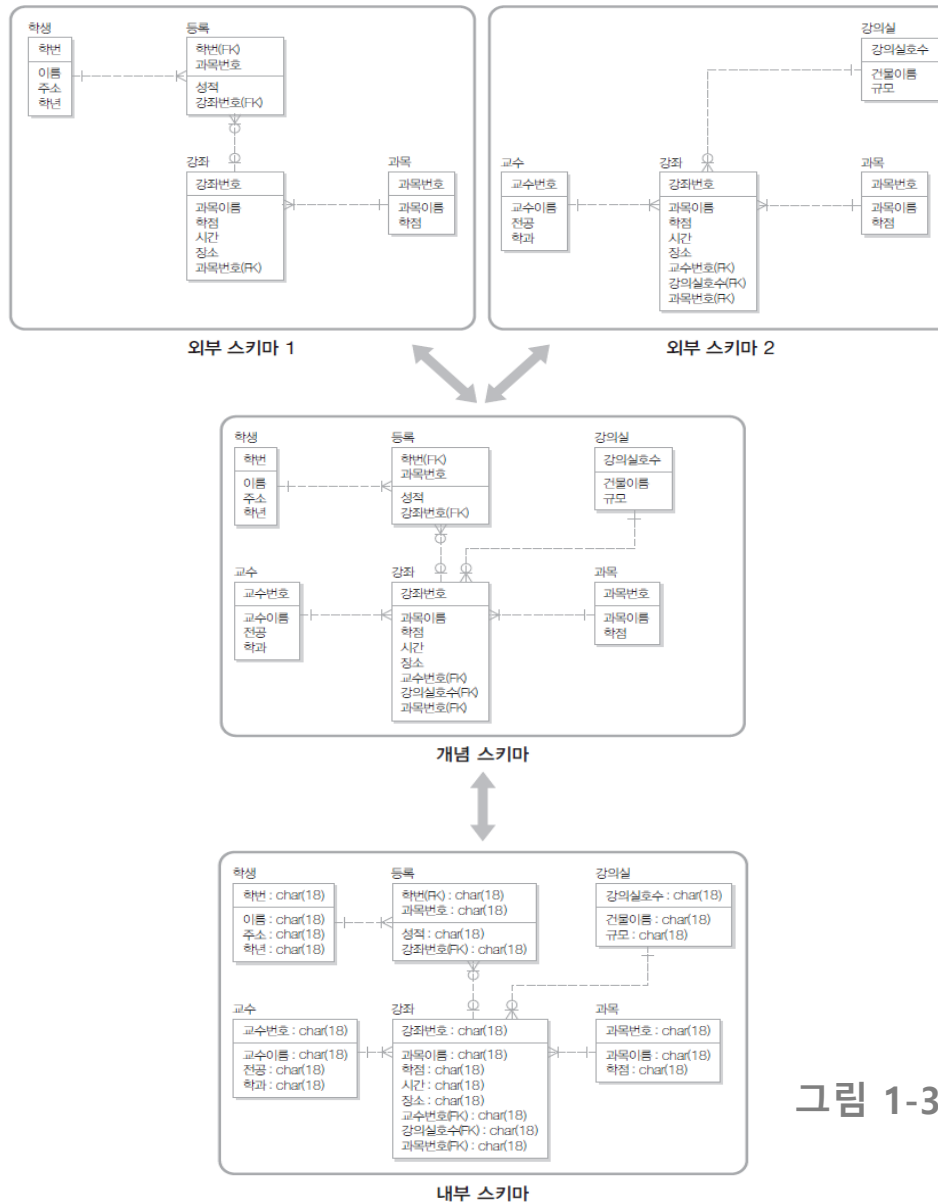 학생
학번
이름
주소
학년
등록
학번(FK)
과목번호
성적
강좌번호(FK)
강좌
강좌번호
과목이름
학점
시간
장소
과목번호(FK)
과목
과목번호
과목이름
학점
외부 스키마 1
강의실
강의실호수
건물이름
규모
교수
교수번호
교수이름
전공
학과
강좌
강좌번호
과목이름
학점
시간
장소
교수번호(FK)
강의실호수(FK)
과목번호(FK)
과목
과목번호
과목이름
학점
외부 스키마 2
학생
학번
이름
주소
학년
등록
학번(FK)
과목번호
성적
강좌번호(FK)
강의실
강의실호수
건물이름
규모
교수
교수번호
교수이름
전공
학과
강좌
강좌번호
과목이름
학점
시간
장소
교수번호(FK)
강의실호수(FK)
과목번호(FK)
과목
과목번호
과목이름
학점
개념 스키마
학생
학번 : char(18)
이름 : char(18)
주소 : char(18)
학년 : char(18)
등록
학번(FK) : char(18)
과목번호 : char(18)
성적 : char(18)
강좌번호(FK) : char(18)
강의실
강의실호수 : char(18)
건물이름 : char(18)
규모 : char(18)
교수
교수번호 : char(18)
교수이름 : char(18)
전공 : char(18)
학과 : char(18)
강좌
강좌번호 : char(18)
과목이름 : char(18)
학점 : char(18)
시간 : char(18)
장소 : char(18)
교수번호(FK) : char(18)
강의실호수(FK) : char(18)
과목번호(FK) : char(18)
과목
과목번호 : char(18)
과목이름 : char(18)
학점 : char(18)
그림 1-3
내부 스키마